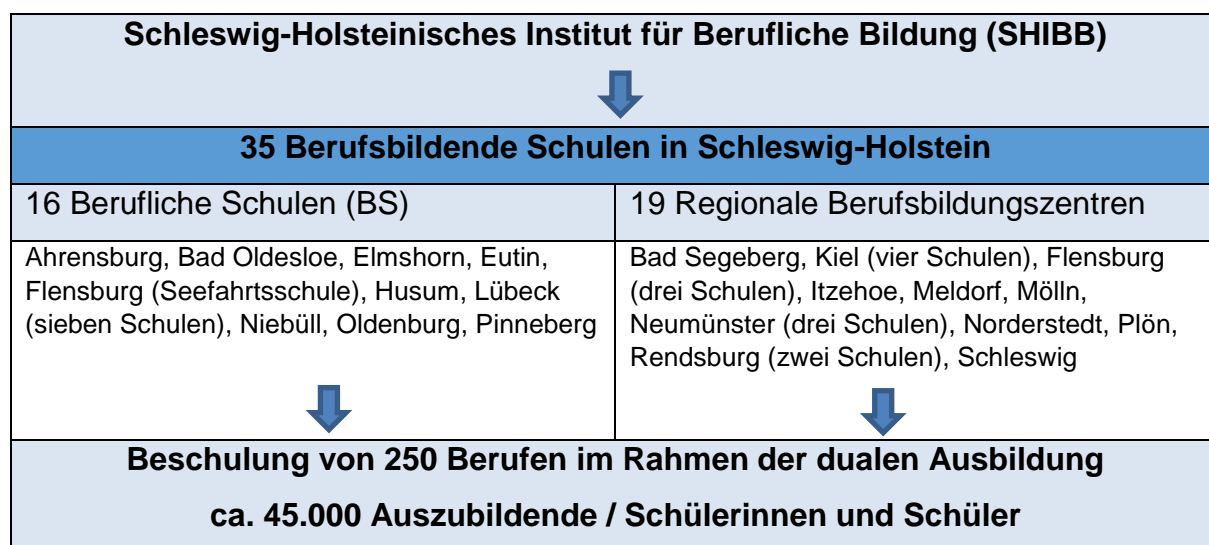 Schleswig-Holsteinisches Institut für Berufliche Bildung (SHIBB)
35 Berufsbildende Schulen in Schleswig-Holstein
16 Berufliche Schulen (BS)
19 Regionale Berufsbildungszentren
Ahrensburg, Bad Oldesloe, Elmshorn, Eutin,
Flensburg (Seefahrtsschule), Husum, Lübeck
(sieben Schulen), Niebüll, Oldenburg, Pinneberg
Bad Segeberg, Kiel (vier Schulen), Flensburg
(drei Schulen), Itzehoe, Meldorf, Mölln,
Neumünster (drei Schulen), Norderstedt, Plön,
Rendsburg (zwei Schulen), Schleswig
Beschulung von 250 Berufen im Rahmen der dualen Ausbildung
ca. 45.000 Auszubildende / Schülerinnen und Schüler